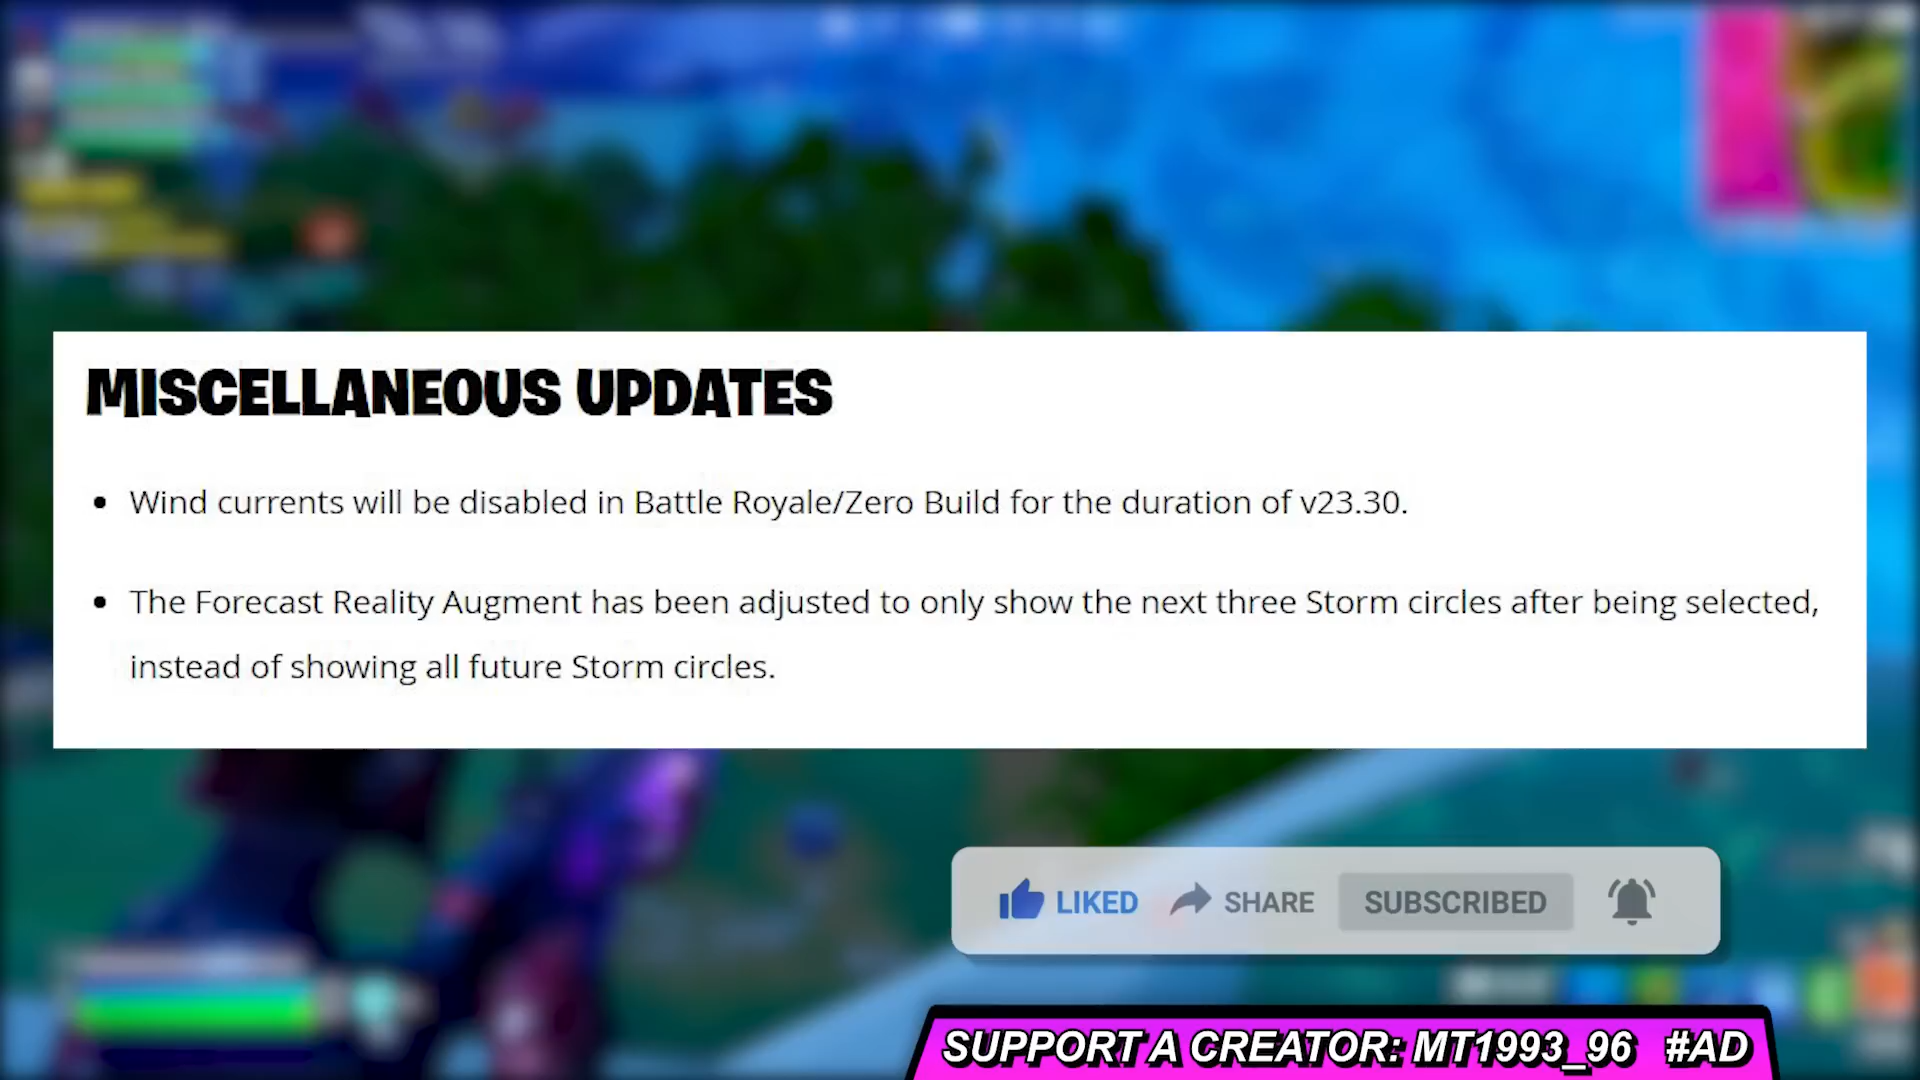 MISCELLANEOUS UPDATES
• Wind currents will be disabled in Battle Royale/Zero Build for the duration of v23.30.
• The Forecast Reality Augment has been adjusted to only show the next three Storm circles after being selected,
instead of showing all future Storm circles.
LIKED SHARE SUBSCRIBED
SUPPORT A CREATOR: MT1993_96 #AD